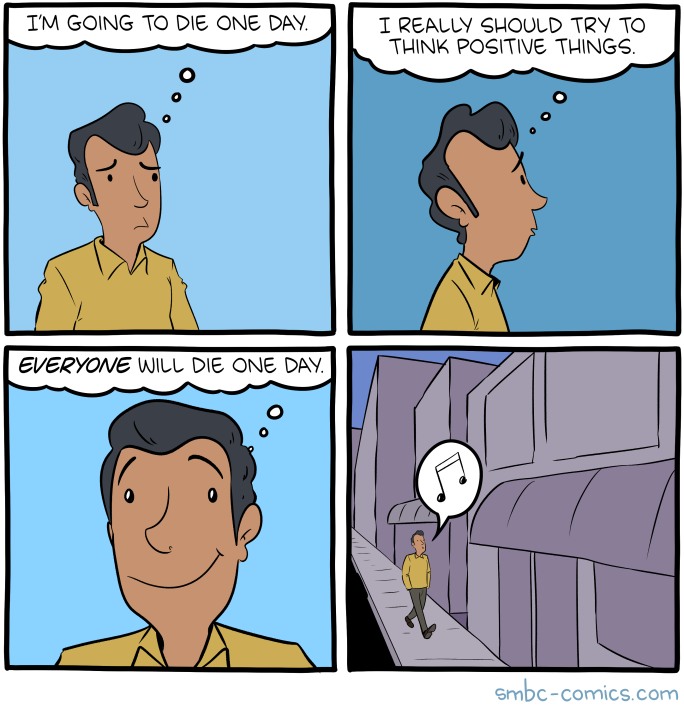 I'M GOING TO DIE ONE DAY.
I REALLY SHOULD TRY TO
THINK POSITIVE THINGS.
EVERYONE WILL DIE ONE DAY.
smbc-comics.com